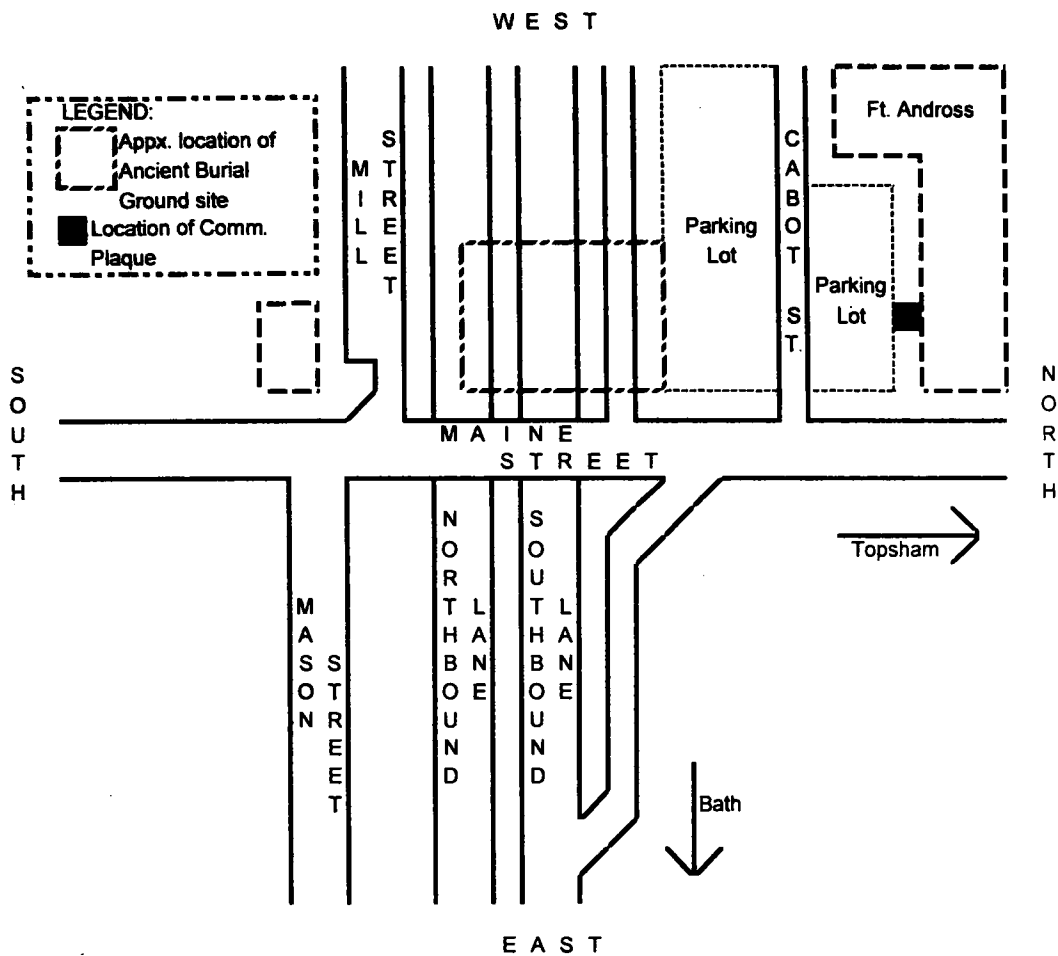 WEST
LEGEND:
Appx. location of
Ancient Burial
Ground site
Location of Comm.
Plaque
MILL
STREET
Parking
Lot
CABOT ST.
Ft. Andross
Parking
Lot
SOUTH
NORTH
MAINE
STREET
Topsham
MASON
STREET
NORTHBOUND
LANE
SOUTHBOUND
LANE
Bath
EAST